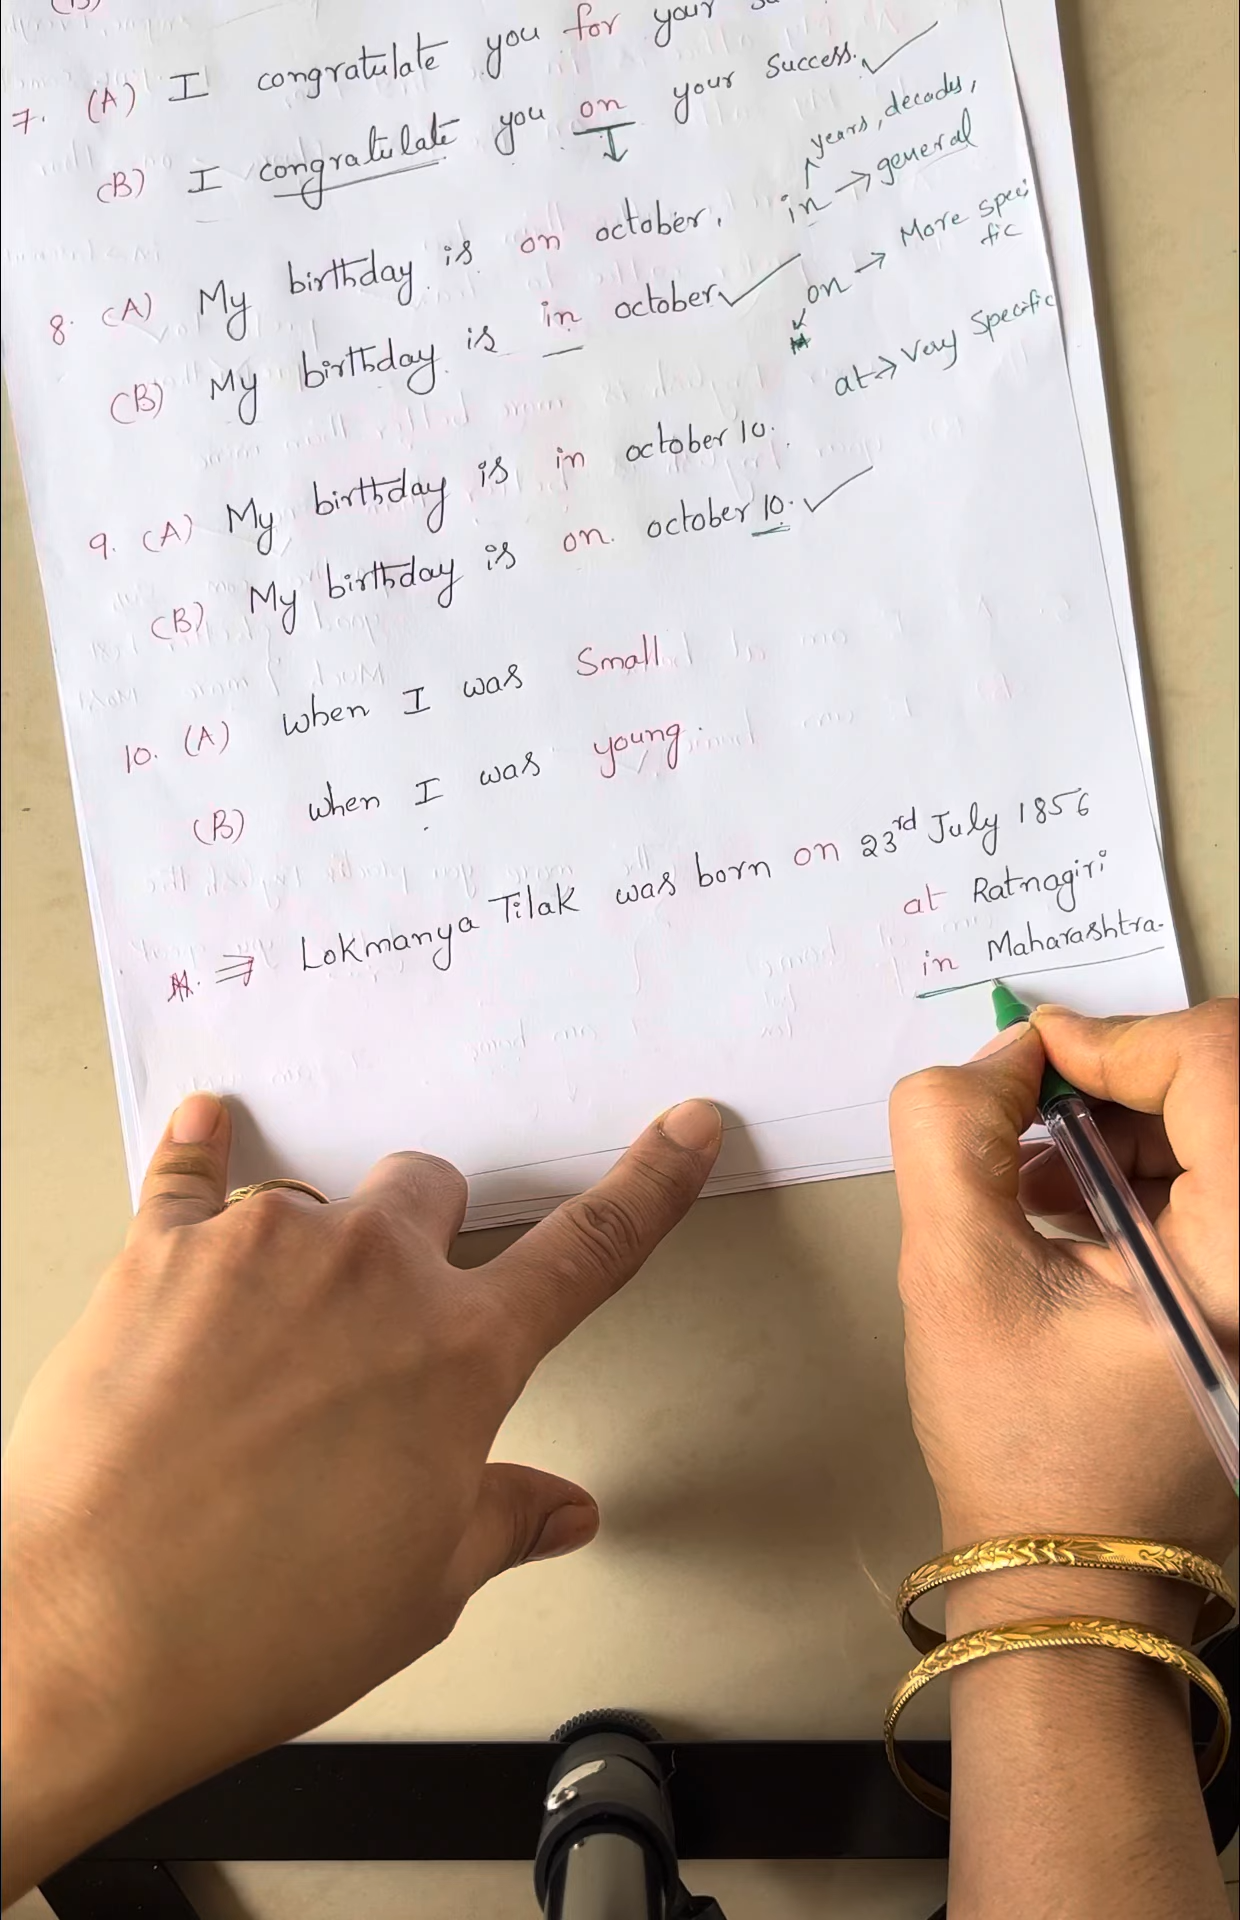 7. (A) I congratulate you for your
(B) I congratulate you on your success.
years, decades,
in → general
8. (A) My birthday is on october.
on → More speci
fic
(B) My birthday is in october
at → Very Specific
9. (A) My birthday is in october 10.
(B) My birthday is on october 10.
10. (A) when I was Small
(B) when I was young.
⇒ Lokmanya Tilak was born on 23rd July 1856
at Ratnagiri
in Maharashtra.